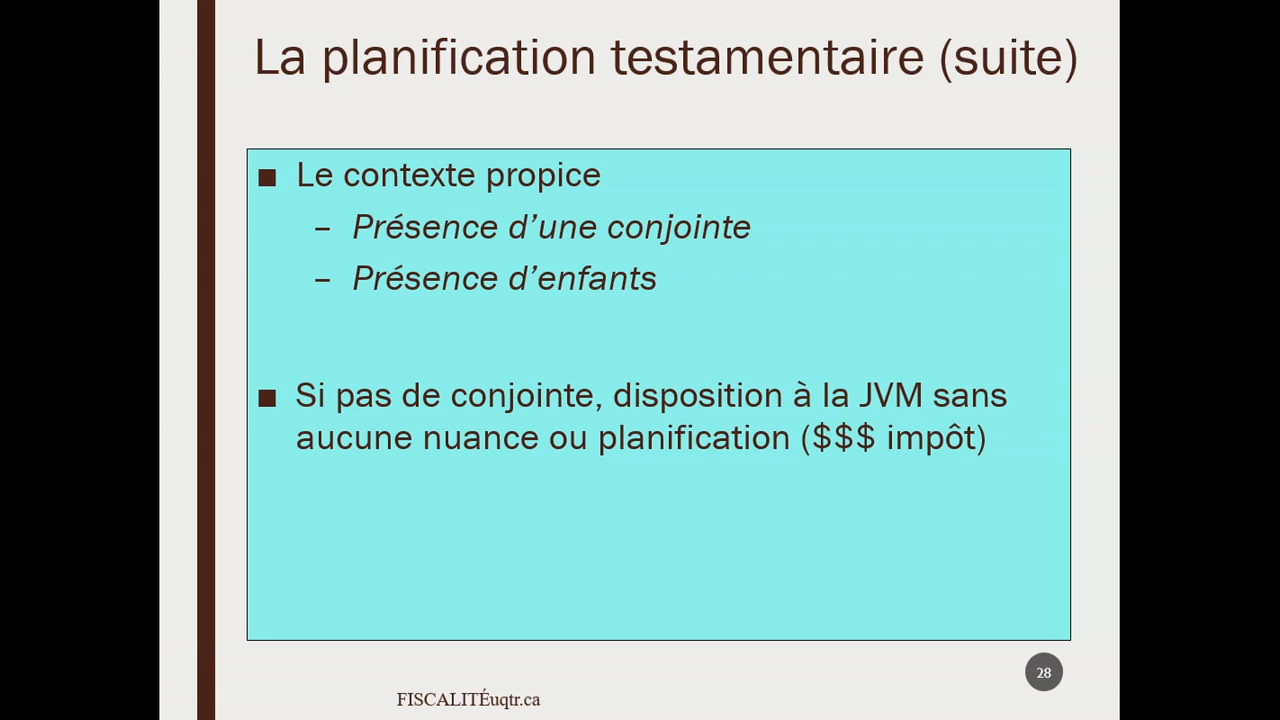 La planification testamentaire (suite)
■ Le contexte propice
– Présence d’une conjointe
– Présence d’enfants
■ Si pas de conjointe, disposition à la JVM sans
aucune nuance ou planification ($$$ impôt)
28
FISCALITÉuqtr.ca